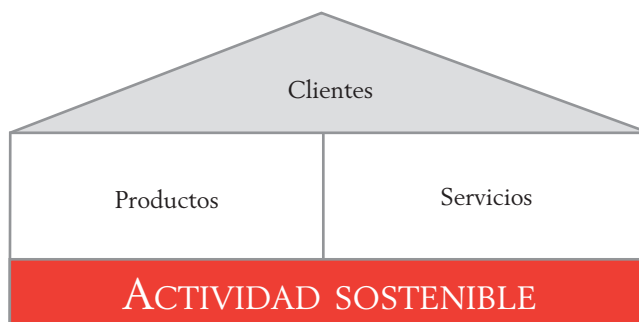 Clientes
Productos
Servicios
ACTIVIDAD SOSTENIBLE